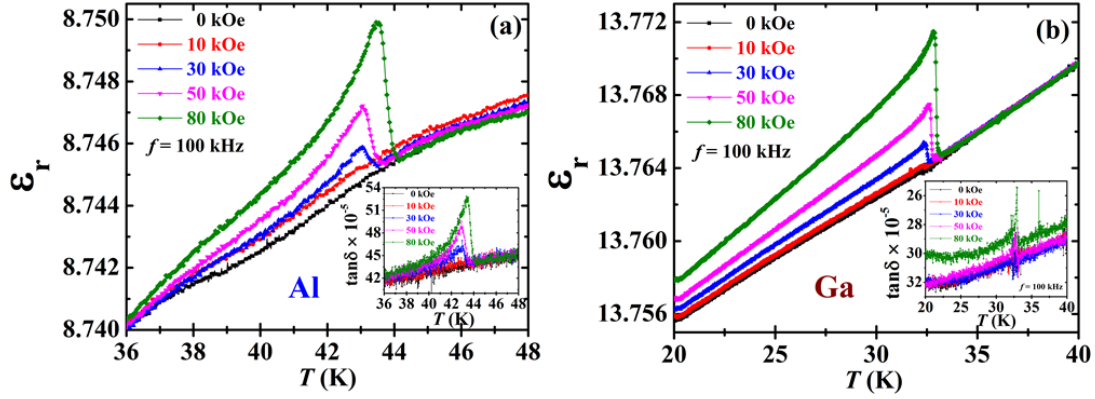 (a)
0 kOe
10 kOe
30 kOe
50 kOe
80 kOe
f = 100 kHz
Al
εr
8.750
8.748
8.746
8.744
8.742
8.740
36 38 40 42 44 46 48
T (K)
0 kOe
10 kOe
30 kOe
50 kOe
80 kOe
tanδ × 10⁻⁵
54
51
48
45
42
39
36 38 40 42 44 46 48
T (K)
(b)
0 kOe
10 kOe
30 kOe
50 kOe
80 kOe
f = 100 kHz
Ga
εr
13.772
13.768
13.764
13.760
13.756
20 25 30 35 40
T (K)
0 kOe
10 kOe
30 kOe
50 kOe
80 kOe
f = 100 kHz
tanδ × 10⁻⁵
26
28
30
32
20 24 28 32 36 40
T (K)